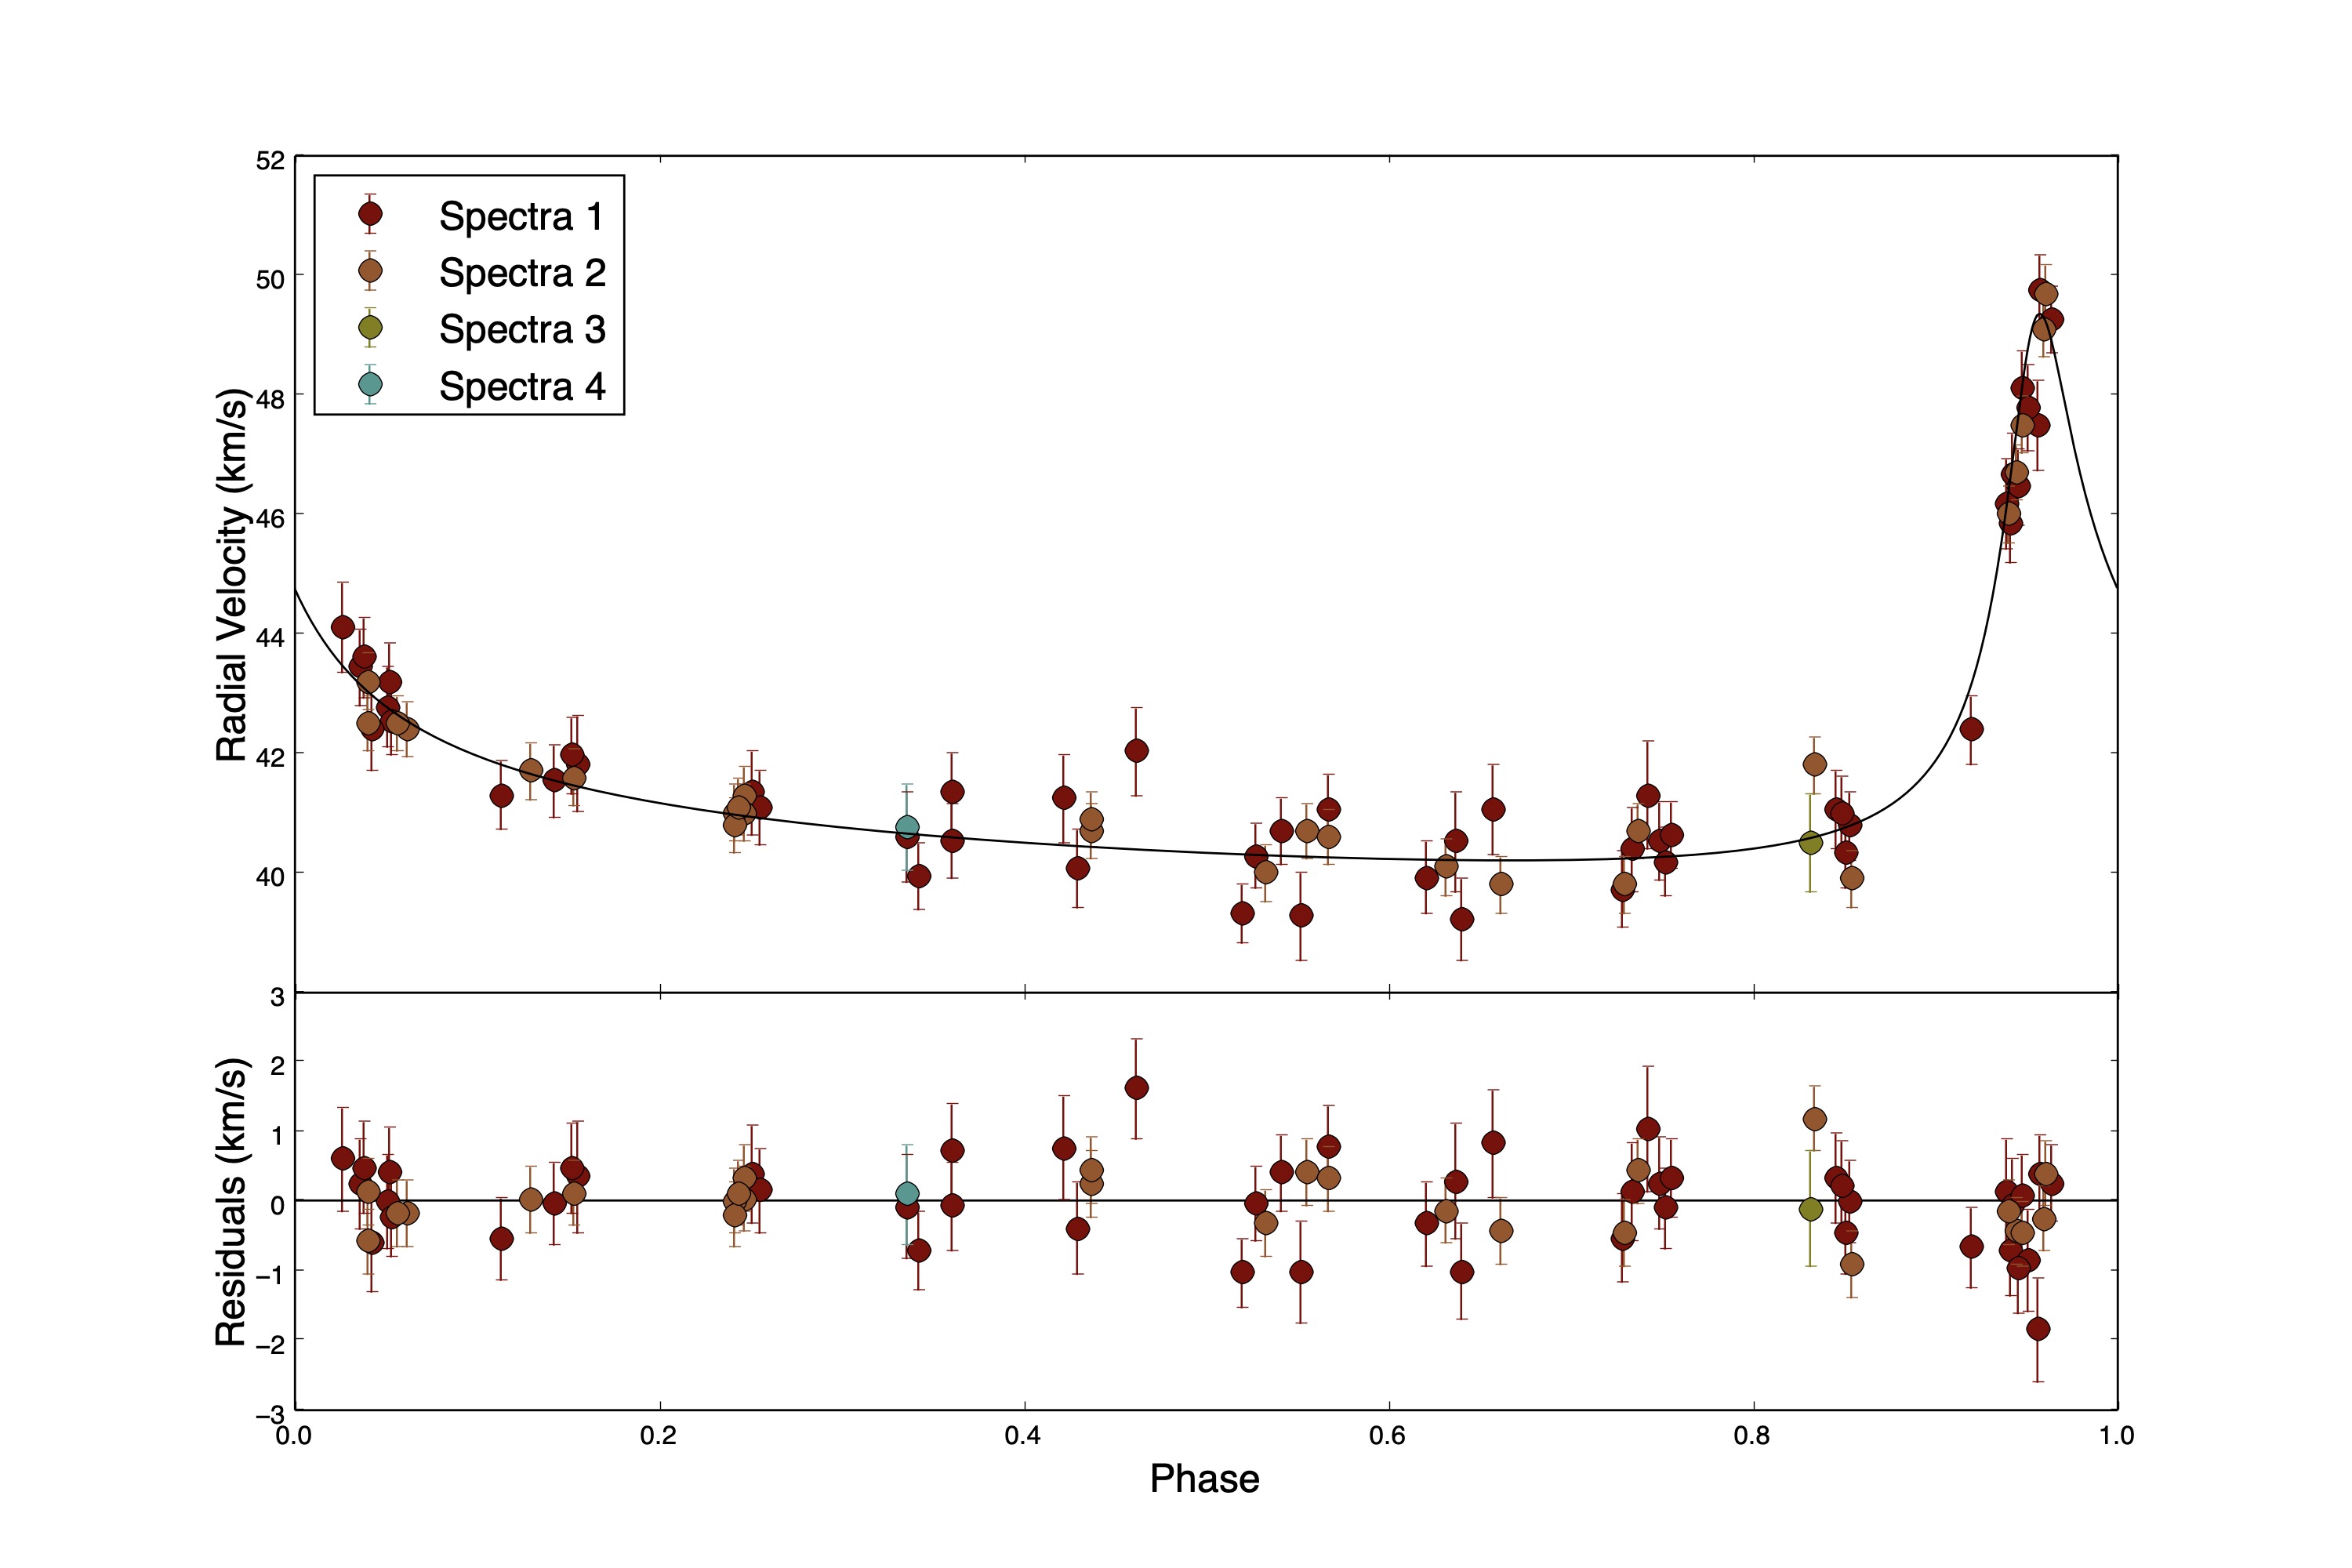 52
50
48
46
44
42
40
Radial Velocity (km/s)
Spectra 1
Spectra 2
Spectra 3
Spectra 4
3
2
1
0
−1
−2
−3
Residuals (km/s)
0.0 0.2 0.4 0.6 0.8 1.0
Phase